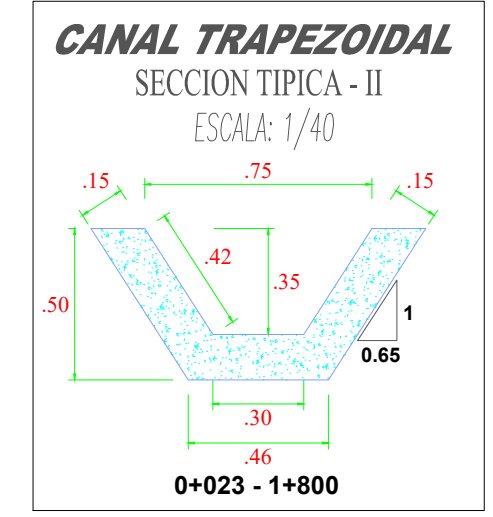 CANAL TRAPEZOIDAL
SECCION TIPICA - II
ESCALA: 1/40
.15
.75
.15
.42
.35
.50
1
0.65
.30
.46
0+023 - 1+800